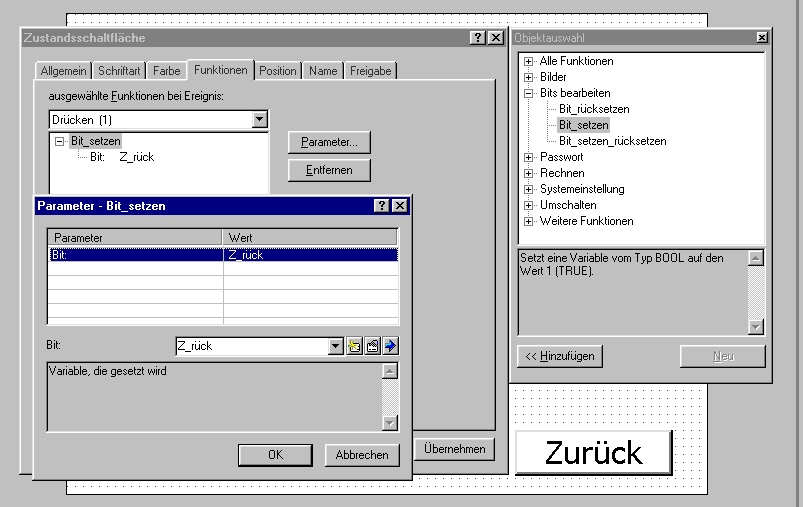 Zustandsschaltfläche
Allgemein Schriftart Farbe Funktionen Position Name Freigabe
ausgewählte Funktionen bei Ereignis:
Drücken (1)
Bit_setzen
Bit: Z_rück
Parameter...
Entfernen
Parameter - Bit_setzen
Parameter Wert
Bit: Z_rück
Bit: Z_rück
Variable, die gesetzt wird
OK Abbrechen
Übernehmen
Objektauswahl
Alle Funktionen
Bilder
Bits bearbeiten
Bit_rücksetzen
Bit_setzen
Bit_setzen_rücksetzen
Passwort
Rechnen
Systemeinstellung
Umschalten
Weitere Funktionen
Setzt eine Variable vom Typ BOOL auf den
Wert 1 (TRUE).
<< Hinzufügen Neu
Zurück